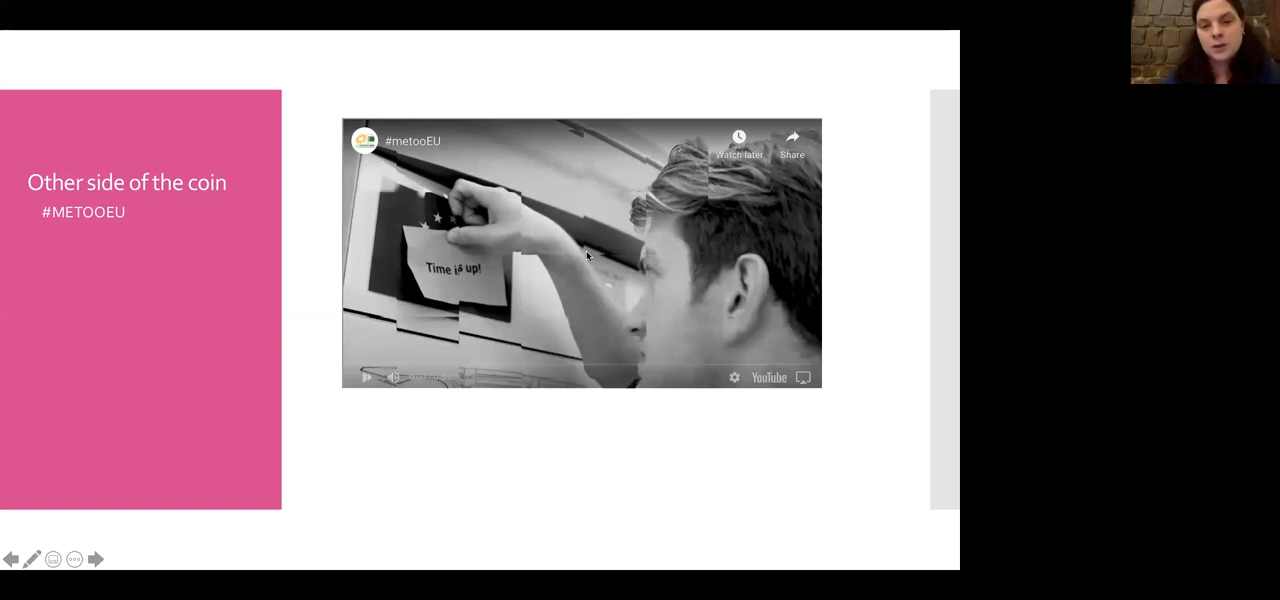 Other side of the coin
#METOOEU
#metooEU
Watch later
Share
Time is up!
YouTube